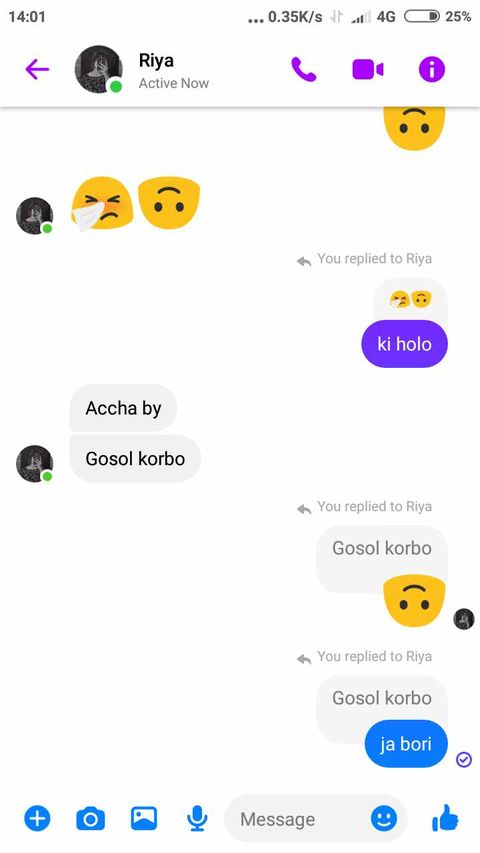 14:01 ... 0.35K/s 4G 25%
Riya
Active Now
You replied to Riya
ki holo
Accha by
Gosol korbo
You replied to Riya
Gosol korbo
You replied to Riya
Gosol korbo
ja bori
Message